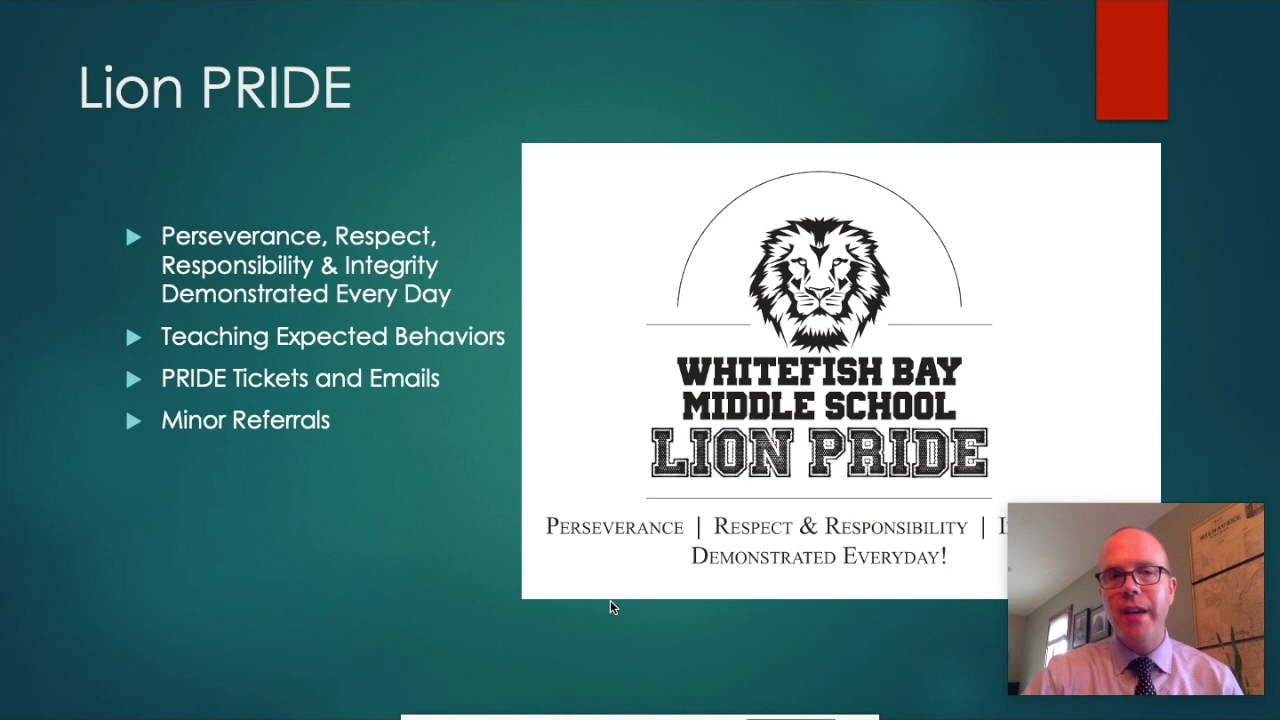 Lion PRIDE
Perseverance, Respect,
Responsibility & Integrity
Demonstrated Every Day
Teaching Expected Behaviors
PRIDE Tickets and Emails
Minor Referrals
WHITEFISH BAY
MIDDLE SCHOOL
LION PRIDE
PERSEVERANCE | RESPECT & RESPONSIBILITY |
DEMONSTRATED EVERYDAY!
MILWAUKEE